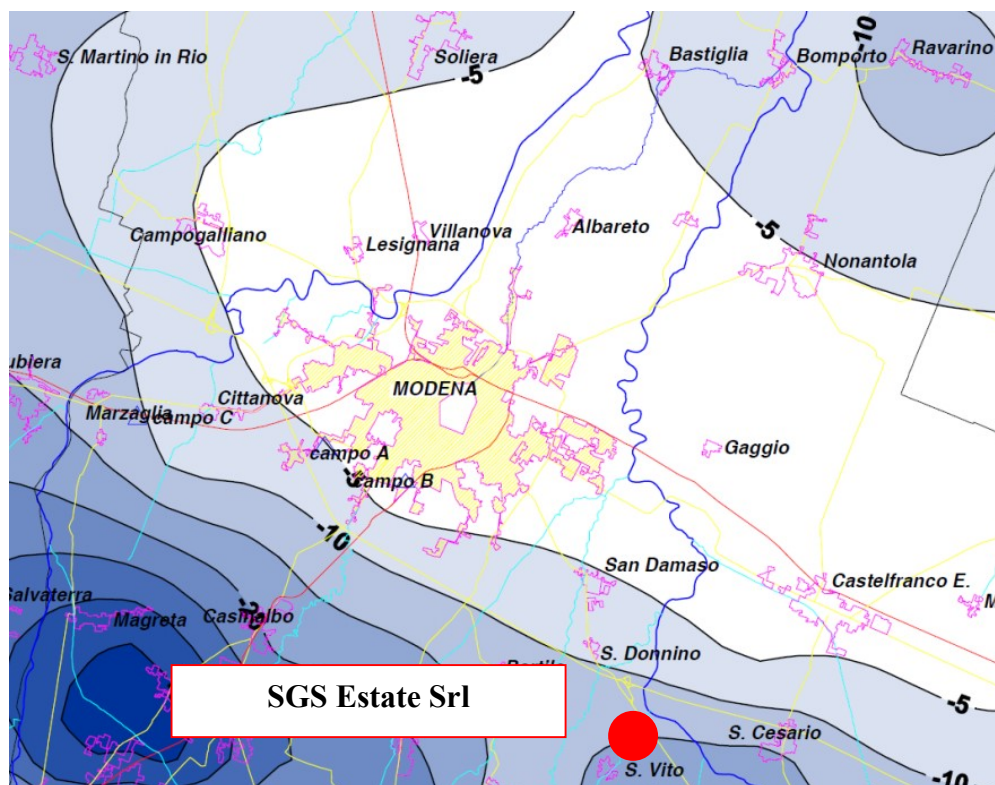 S. Martino in Rio
Soliera
-5
Bastiglia
-10
Bomporto
Ravarino
Campogalliano
Lesignana
Villanova
Albareto
-5
Nonantola
ubiera
Marzaglia
campo C
Cittanova
MODENA
campo A
-5
campo B
Gaggio
-10
San Damaso
Castelfranco E.
Salvaterra
Magreta
Casinalbo
M
S. Donnino
SGS Estate Srl
-5
S. Cesario
S. Vito
-10